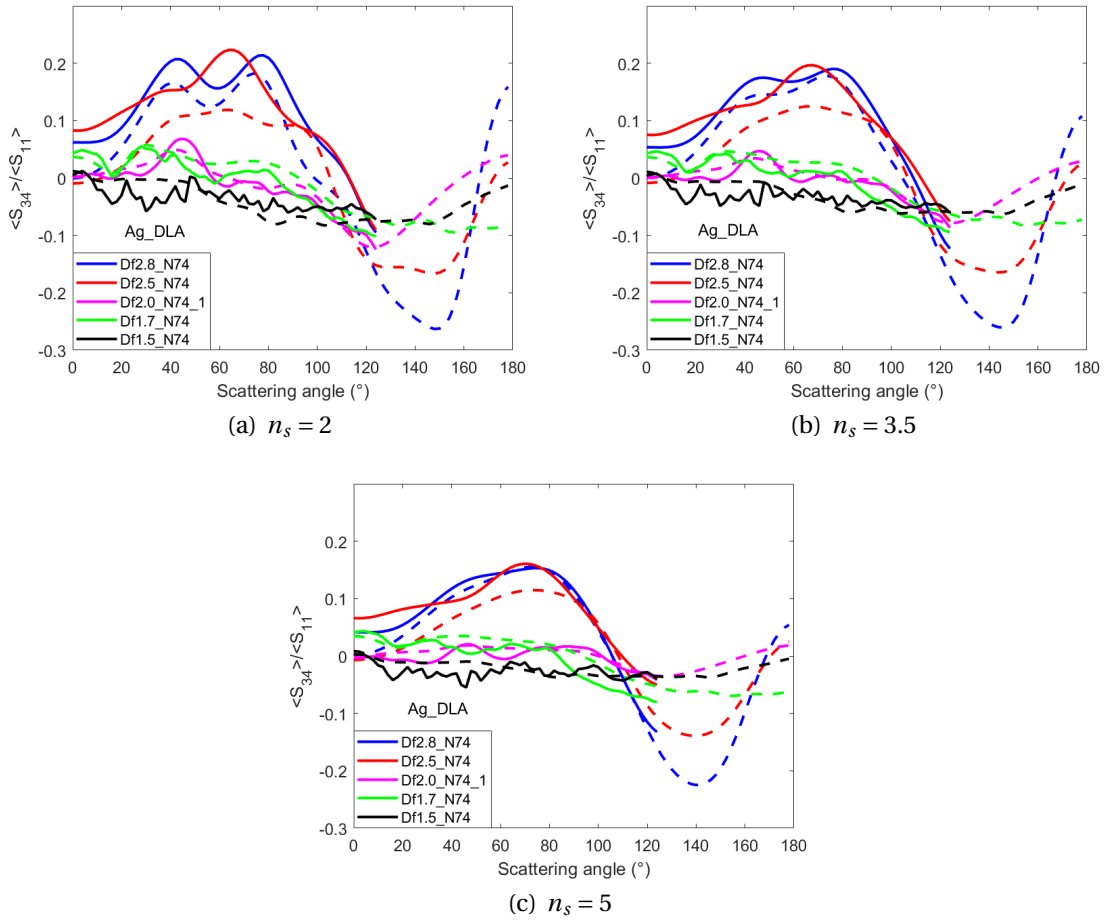 <S34>/<S11>
0.2
0.1
0
-0.1
-0.2
-0.3
Ag_DLA
Df2.8_N74
Df2.5_N74
Df2.0_N74_1
Df1.7_N74
Df1.5_N74
0 20 40 60 80 100 120 140 160 180
Scattering angle (°)
(a) ns = 2
<S34>/<S11>
0.2
0.1
0
-0.1
-0.2
-0.3
Ag_DLA
Df2.8_N74
Df2.5_N74
Df2.0_N74_1
Df1.7_N74
Df1.5_N74
0 20 40 60 80 100 120 140 160 180
Scattering angle (°)
(b) ns = 3.5
<S34>/<S11>
0.2
0.1
0
-0.1
-0.2
-0.3
Ag_DLA
Df2.8_N74
Df2.5_N74
Df2.0_N74_1
Df1.7_N74
Df1.5_N74
0 20 40 60 80 100 120 140 160 180
Scattering angle (°)
(c) ns = 5